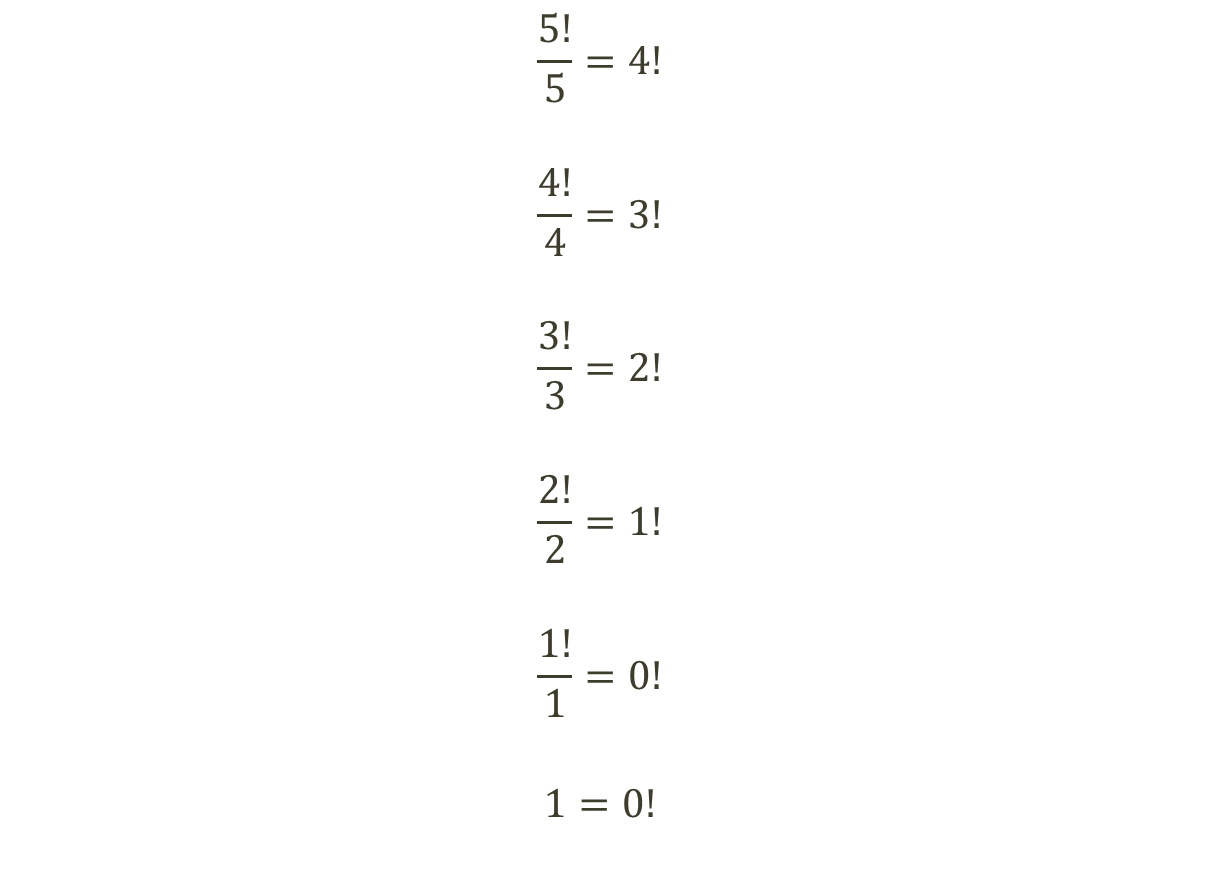 5!/5 = 4!
4!/4 = 3!
3!/3 = 2!
2!/2 = 1!
1!/1 = 0!
1 = 0!